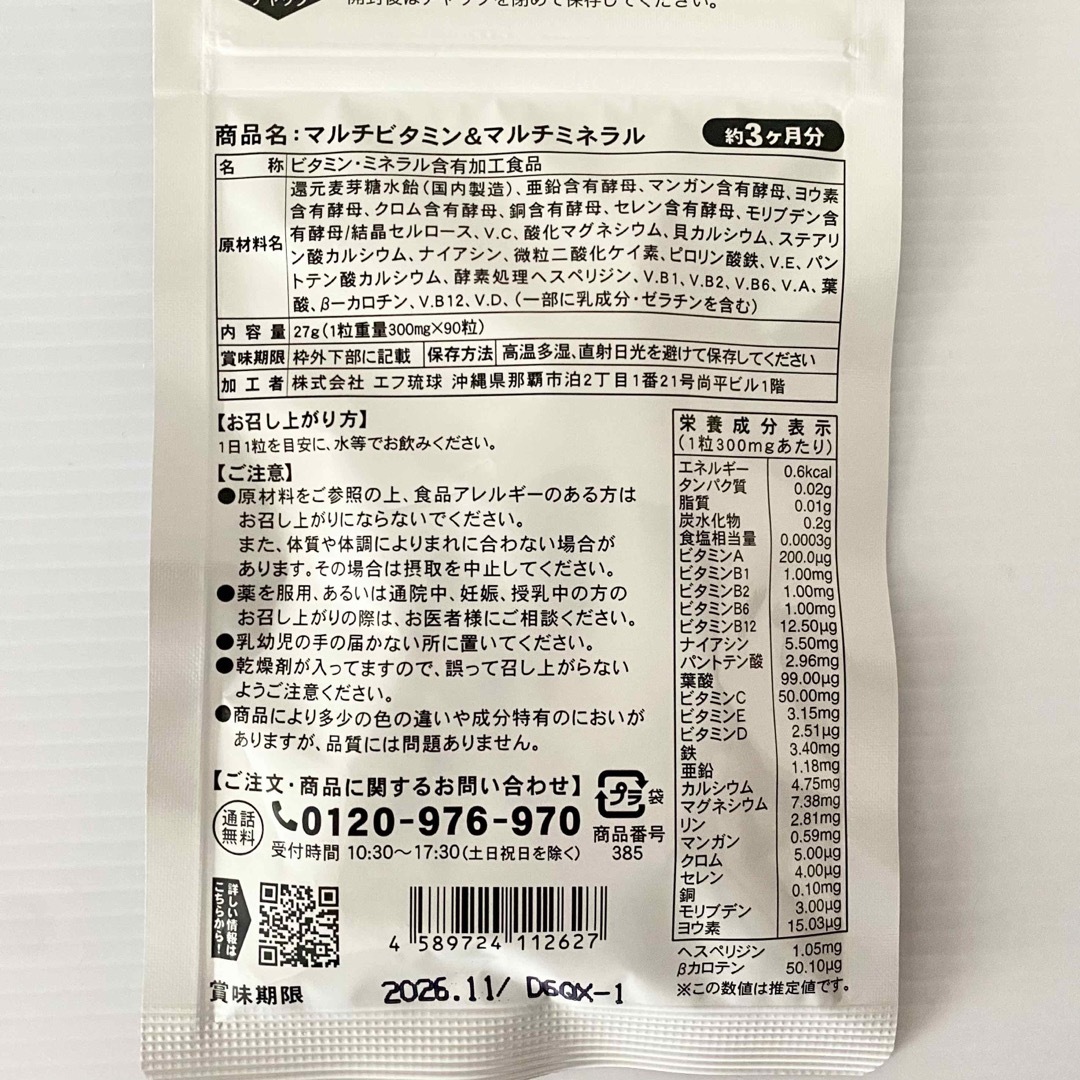 チャック
開封後はチャックを閉めて保存してください。
商品名：マルチビタミン&マルチミネラル 約3ヶ月分
名 称 ビタミン・ミネラル含有加工食品
原材料名 還元麦芽糖水飴（国内製造）、亜鉛含有酵母、マンガン含有酵母、ヨウ素
含有酵母、クロム含有酵母、銅含有酵母、セレン含有酵母、モリブデン含
有酵母/結晶セルロース、V.C、酸化マグネシウム、貝カルシウム、ステアリ
ン酸カルシウム、ナイアシン、微粒二酸化ケイ素、ピロリン酸鉄、V.E、パン
トテン酸カルシウム、酵素処理ヘスペリジン、V.B1、V.B2、V.B6、V.A、葉
酸、β－カロチン、V.B12、V.D、（一部に乳成分・ゼラチンを含む）
内 容 量 27g（1粒重量300mg×90粒）
賞味期限 枠外下部に記載 保存方法 高温多湿、直射日光を避けて保存してください
加 工 者 株式会社 エフ琉球 沖縄県那覇市泊2丁目1番21号尚平ビル1階
【お召し上がり方】
1日1粒を目安に、水等でお飲みください。
【ご注意】
●原材料をご参照の上、食品アレルギーのある方は
お召し上がりにならないでください。
また、体質や体調によりまれに合わない場合が
あります。その場合は摂取を中止してください。
●薬を服用、あるいは通院中、妊娠、授乳中の方の
お召し上がりの際は、お医者様にご相談ください。
●乳幼児の手の届かない所に置いてください。
●乾燥剤が入ってますので、誤って召し上がらない
ようご注意ください。
●商品により多少の色の違いや成分特有のにおいが
ありますが、品質には問題ありません。
【ご注文・商品に関するお問い合わせ】
通話無料 0120-976-970
受付時間 10:30～17:30（土日祝日を除く）
プラ 袋
商品番号
385
詳しい情報は
こちらから！
4 589724 112627
賞味期限 2026.11/ D6QX-1
栄養成分表示
（1粒300mgあたり）
エネルギー 0.6kcal
タンパク質 0.02g
脂質 0.01g
炭水化物 0.2g
食塩相当量 0.0003g
ビタミンA 200.0μg
ビタミンB1 1.00mg
ビタミンB2 1.00mg
ビタミンB6 1.00mg
ビタミンB12 12.50μg
ナイアシン 5.50mg
パントテン酸 2.96mg
葉酸 99.00μg
ビタミンC 50.00mg
ビタミンE 3.15mg
ビタミンD 2.51μg
鉄 3.40mg
亜鉛 1.18mg
カルシウム 4.75mg
マグネシウム 7.38mg
リン 2.81mg
マンガン 0.59mg
クロム 5.00μg
セレン 4.00μg
銅 0.10mg
モリブデン 3.00μg
ヨウ素 15.03μg
ヘスペリジン 1.05mg
βカロテン 50.10μg
※この数値は推定値です。